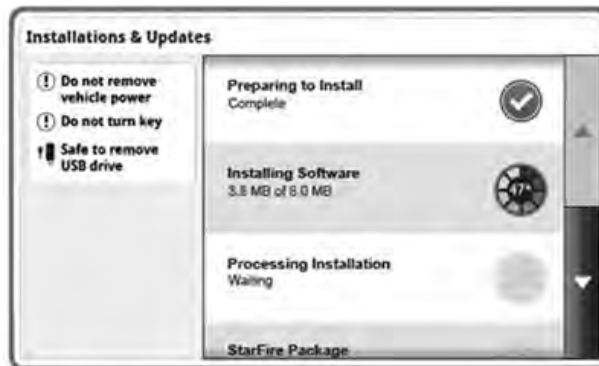 Installations & Updates
Do not remove
vehicle power
Do not turn key
Safe to remove
USB drive
Preparing to Install
Complete
Installing Software
3.8 MB of 8.0 MB
47%
Processing Installation
Waiting
StarFire Package